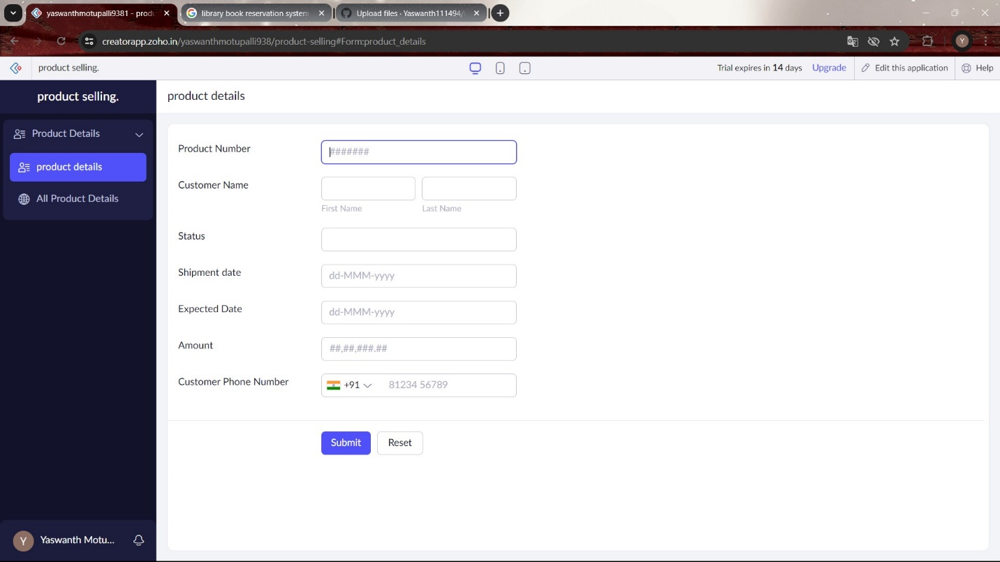 yaswanthmotupalli9381 - produ
library book reservation system
Upload files · Yaswanth111494/
creatorapp.zoho.in/yaswanthmotupalli938/product-selling#Form:product_details
Y
product selling.
Trial expires in 14 days
Upgrade
Edit this application
Help
product selling.
product details
Product Details
product details
All Product Details
Product Number
#######
Customer Name
First Name
Last Name
Status
Shipment date
dd-MMM-yyyy
Expected Date
dd-MMM-yyyy
Amount
##,##,###.##
Customer Phone Number
+91
81234 56789
Submit
Reset
Y
Yaswanth Motu...